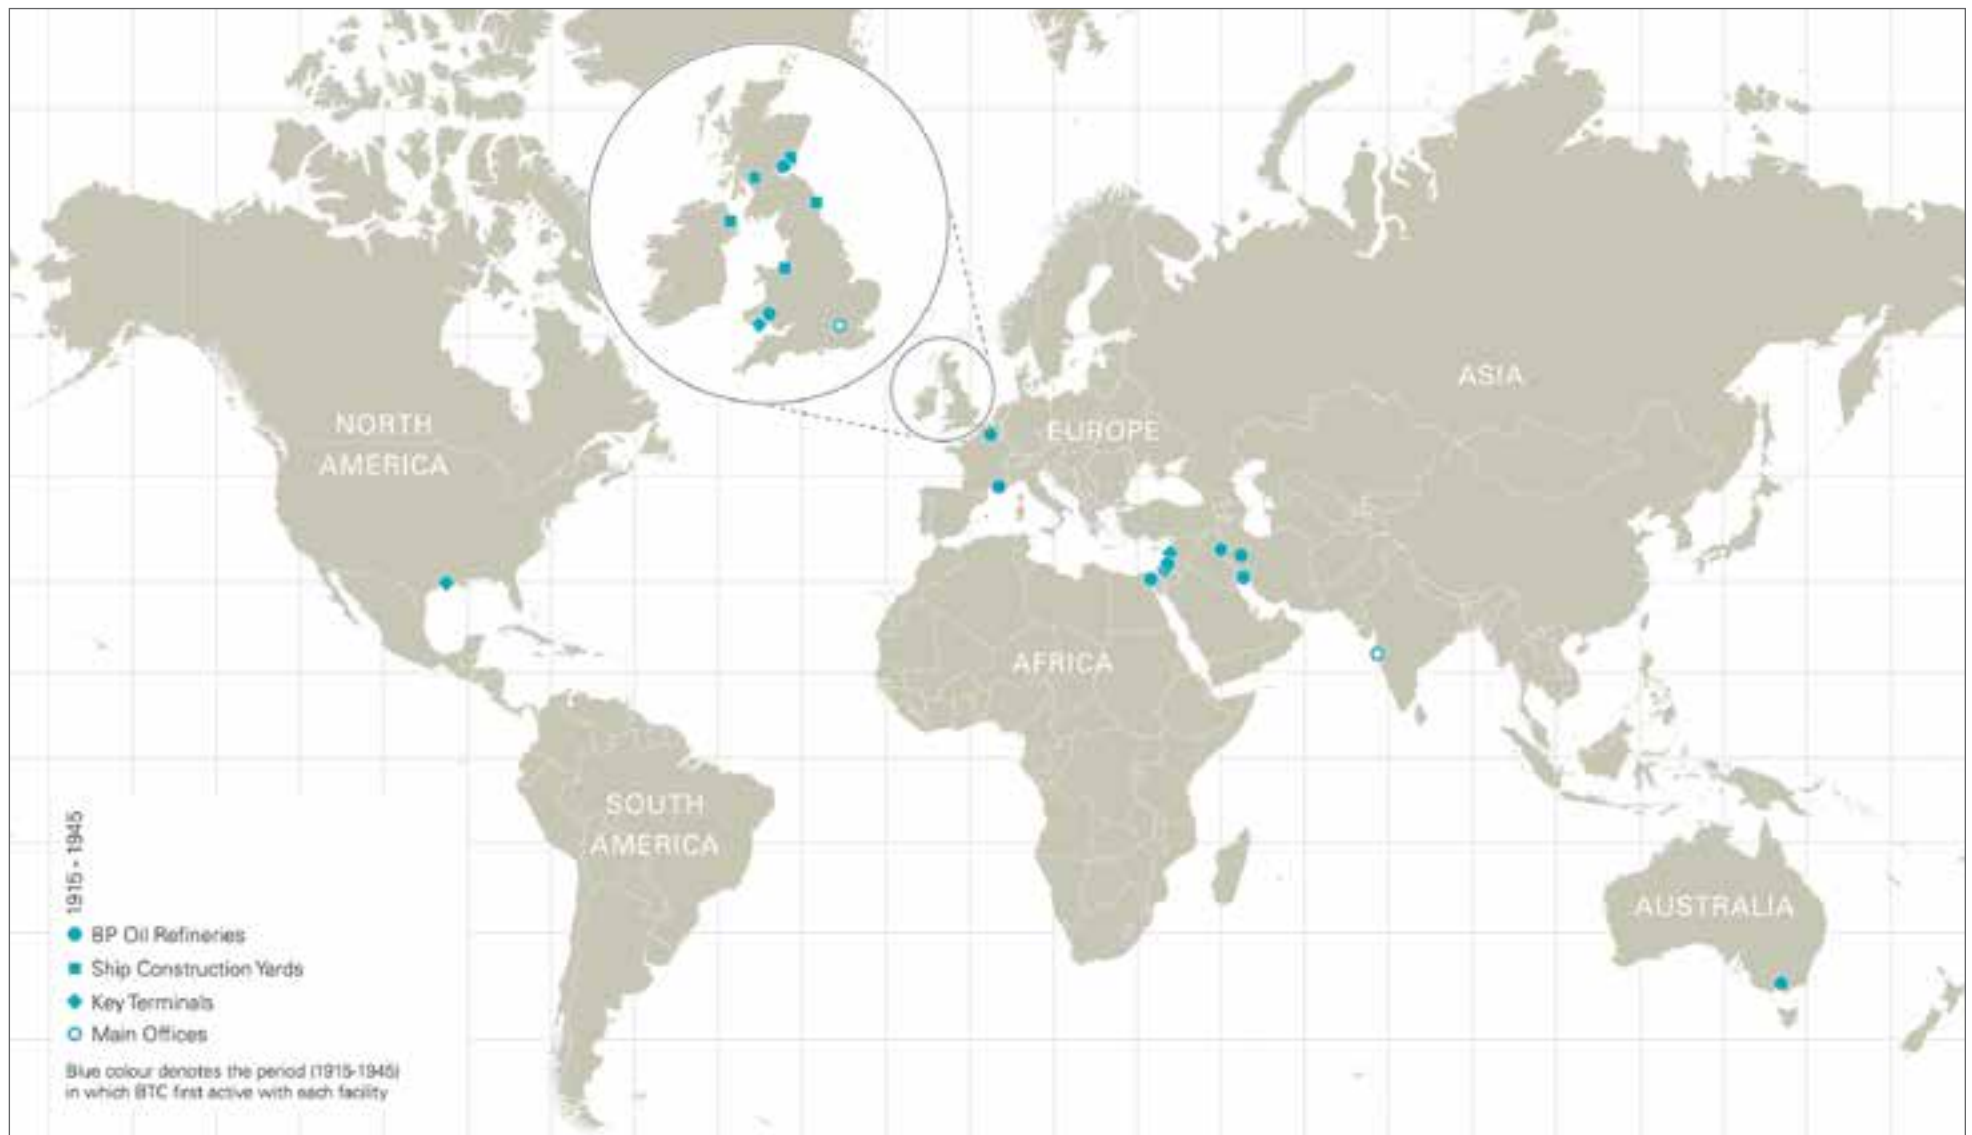 NORTH
AMERICA
EUROPE
ASIA
AFRICA
SOUTH
AMERICA
AUSTRALIA
1915 - 1945
BP Oil Refineries
Ship Construction Yards
Key Terminals
Main Offices
Blue colour denotes the period (1915-1945)
in which BTC first active with each facility